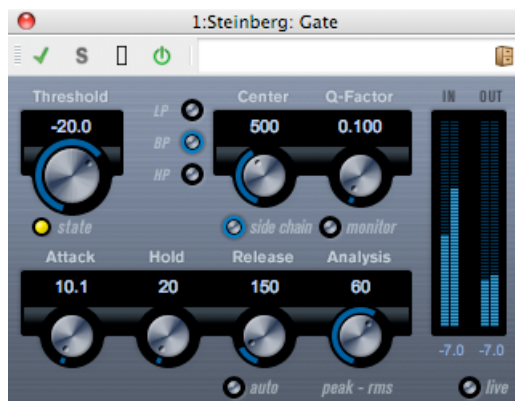 1:Steinberg: Gate
S
Threshold
-20.0
state
LP
BP
HP
Center
500
Q-Factor
0.100
side chain
monitor
IN
OUT
Attack
10.1
Hold
20
Release
150
Analysis
60
auto
peak - rms
-7.0
-7.0
live